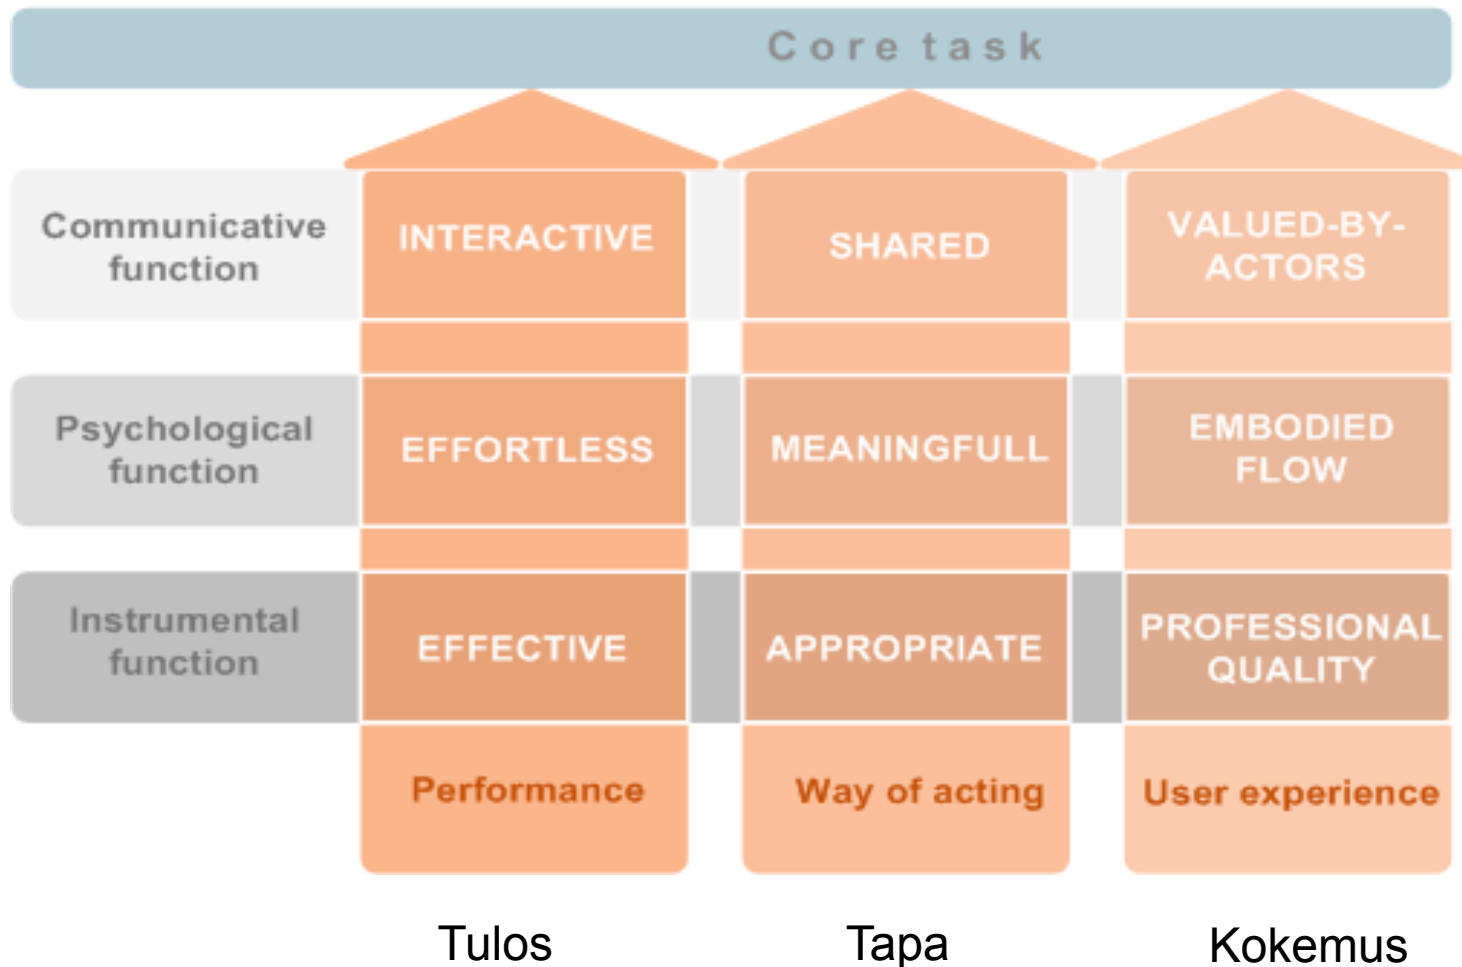 Core task
Communicative
function
INTERACTIVE
SHARED
VALUED-BY-
ACTORS
Psychological
function
EFFORTLESS
MEANINGFULL
EMBODIED
FLOW
Instrumental
function
EFFECTIVE
APPROPRIATE
PROFESSIONAL
QUALITY
Performance
Way of acting
User experience
Tulos
Tapa
Kokemus